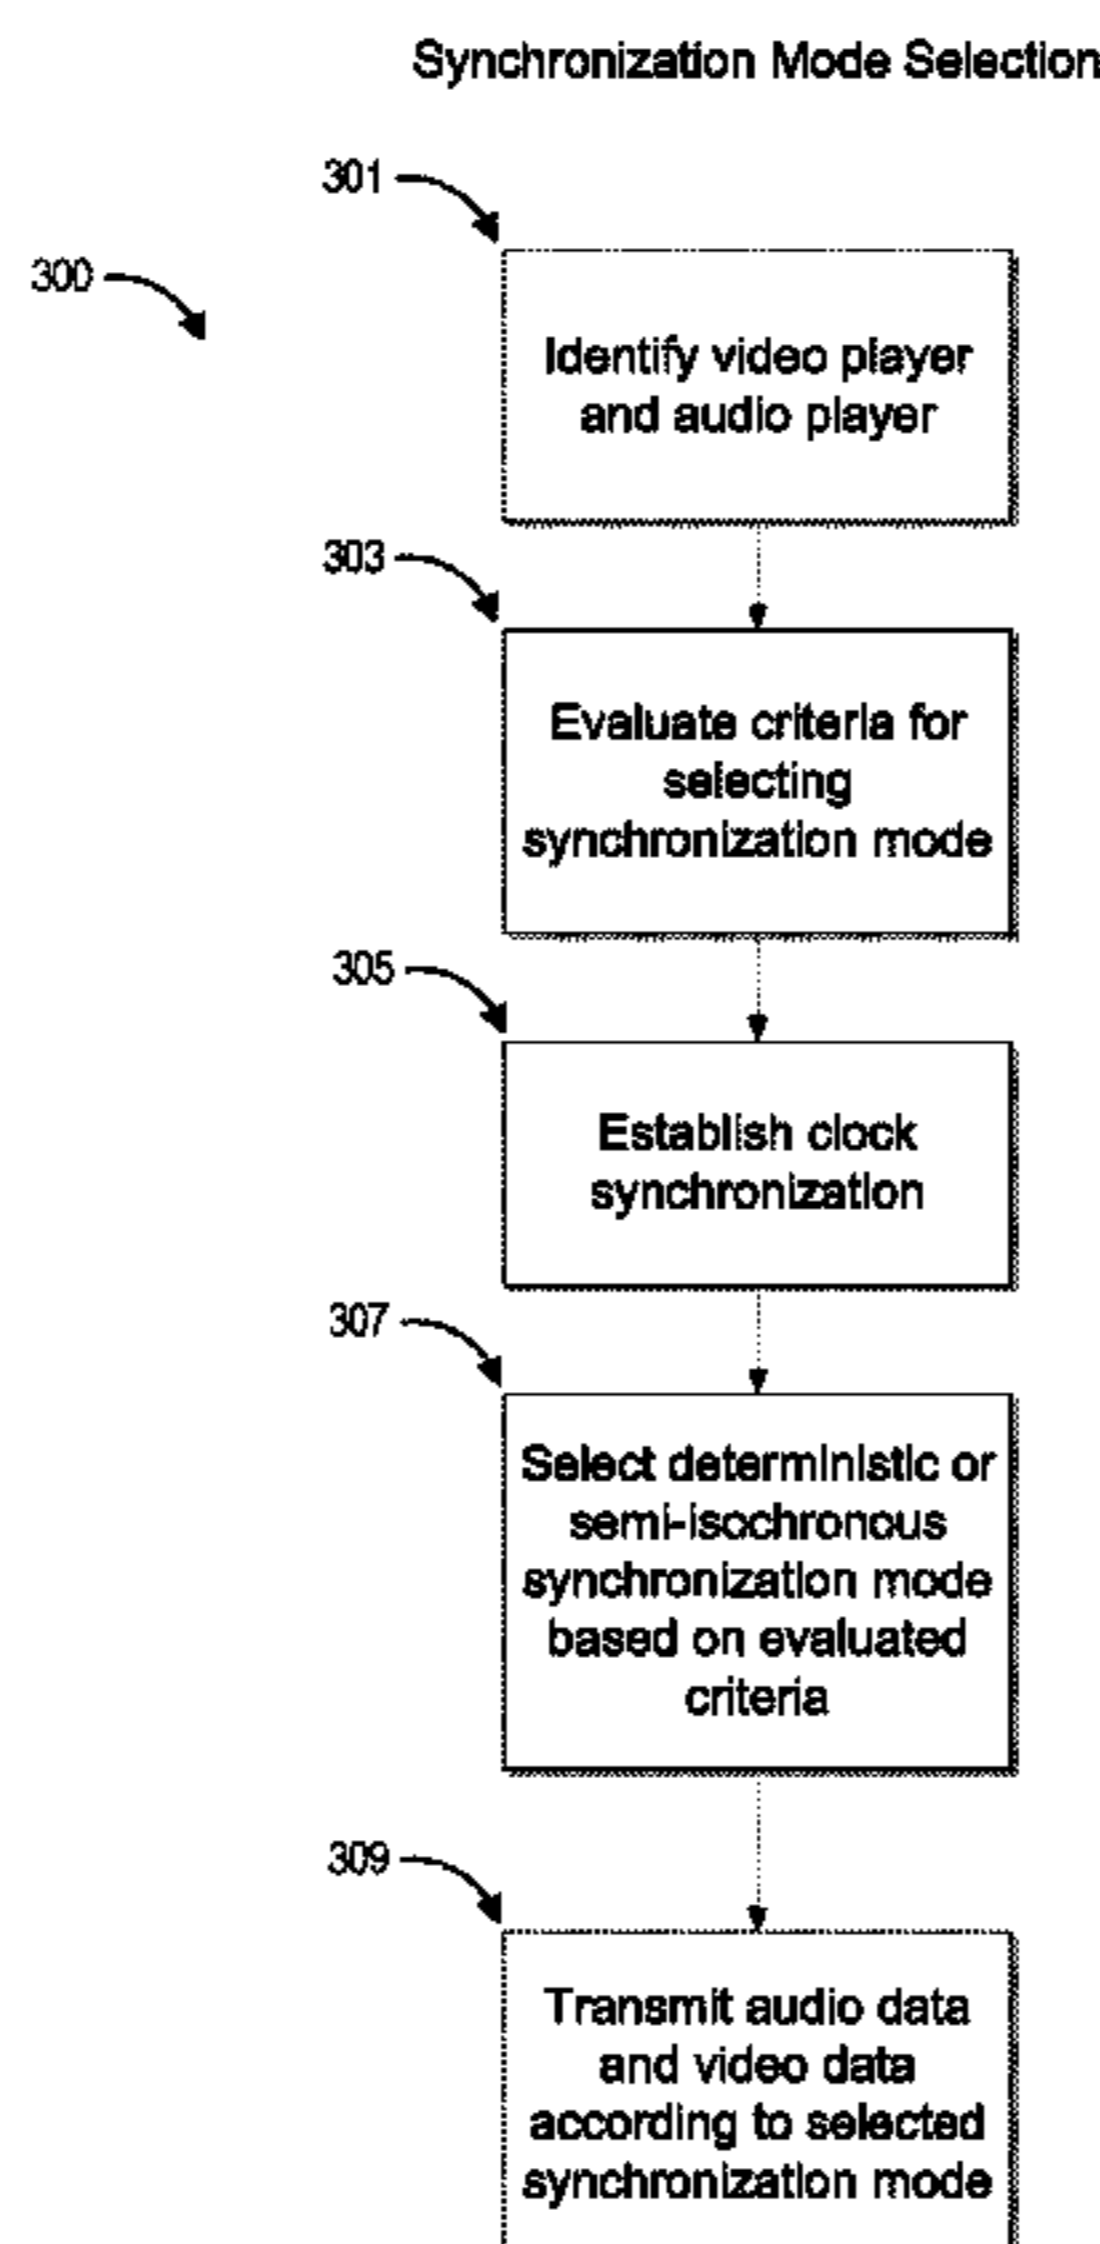 Synchronization Mode Selection
301
300
Identify video player
and audio player
303
Evaluate criteria for
selecting
synchronization mode
305
Establish clock
synchronization
307
Select deterministic or
semi-isochronous
synchronization mode
based on evaluated
criteria
309
Transmit audio data
and video data
according to selected
synchronization mode